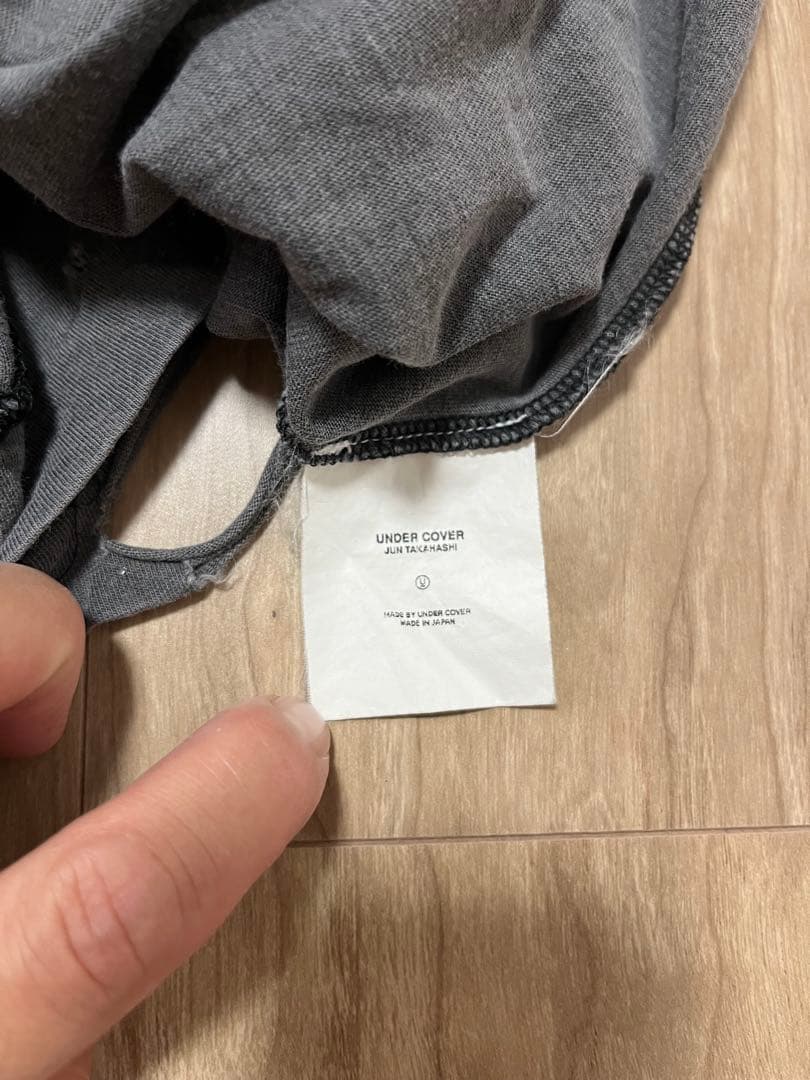 UNDER COVER
JUN TAKAHASHI
U
MADE BY UNDER COVER
MADE IN JAPAN